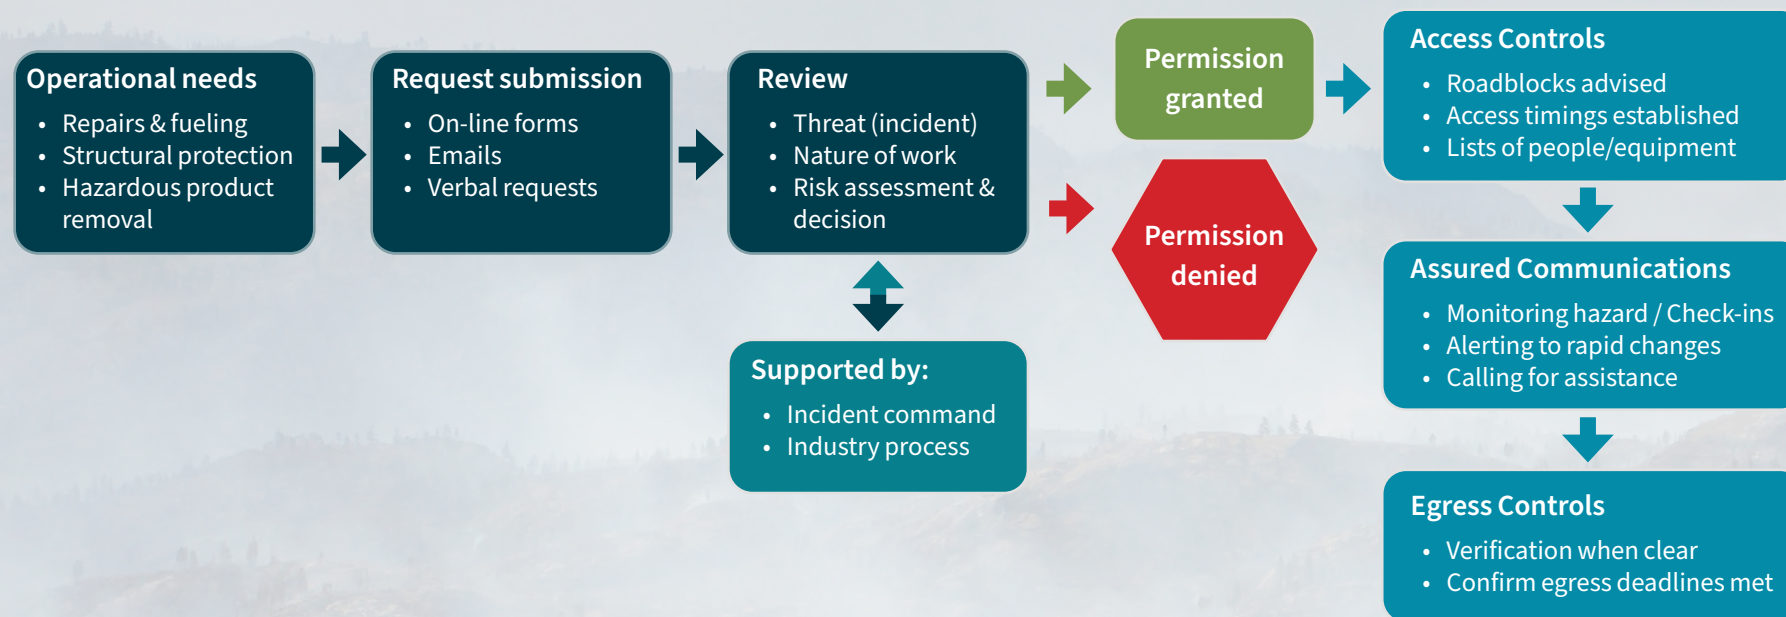 Operational needs
• Repairs & fueling
• Structural protection
• Hazardous product
removal
Request submission
• On-line forms
• Emails
• Verbal requests
Review
• Threat (incident)
• Nature of work
• Risk assessment &
decision
Supported by:
• Incident command
• Industry process
Permission
granted
Permission
denied
Access Controls
• Roadblocks advised
• Access timings established
• Lists of people/equipment
Assured Communications
• Monitoring hazard / Check-ins
• Alerting to rapid changes
• Calling for assistance
Egress Controls
• Verification when clear
• Confirm egress deadlines met